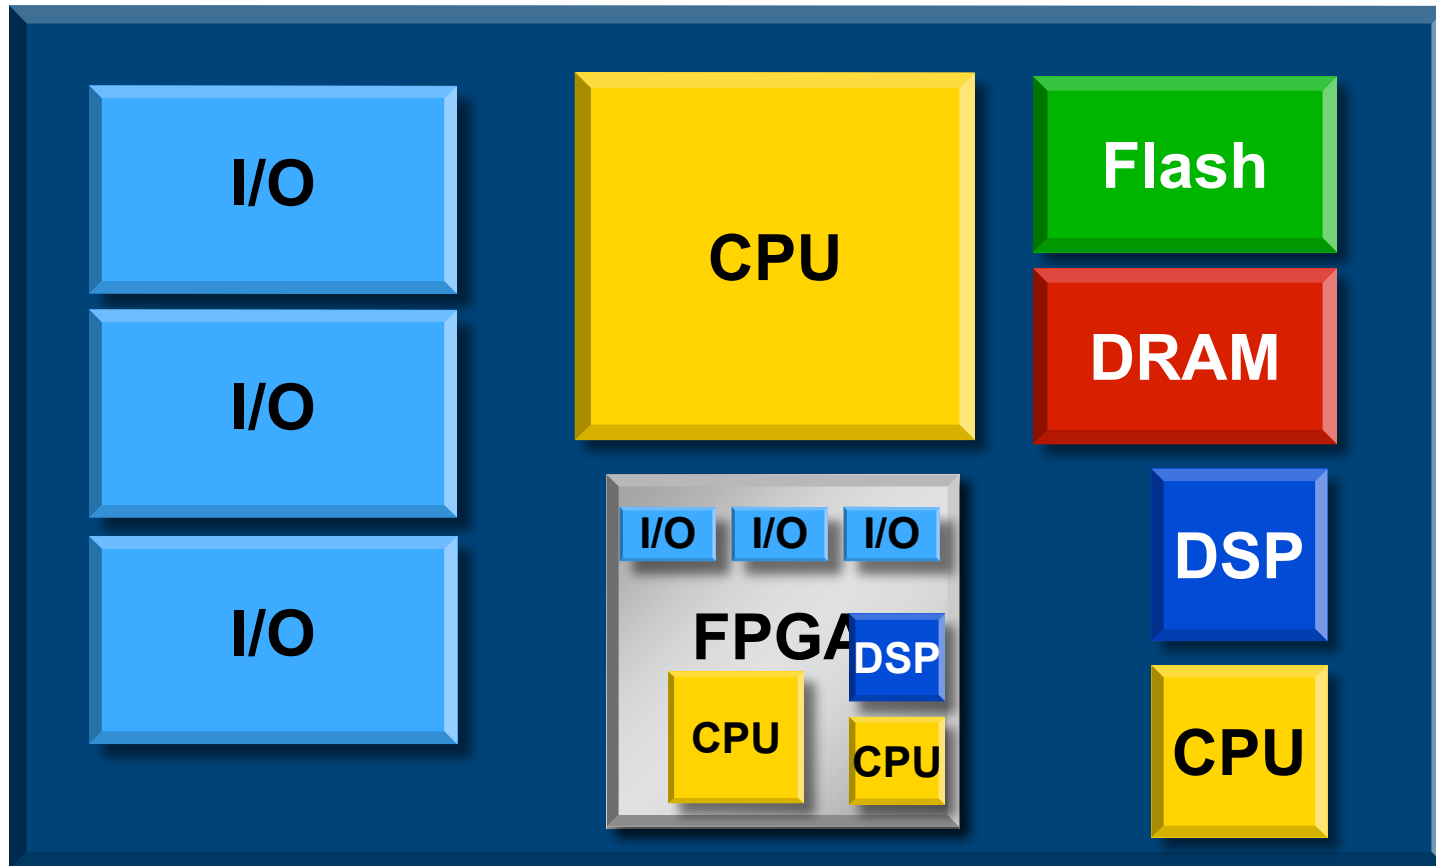 I/O
I/O
I/O
CPU
Flash
DRAM
DSP
CPU
I/O
I/O
I/O
FPGA
DSP
CPU
CPU